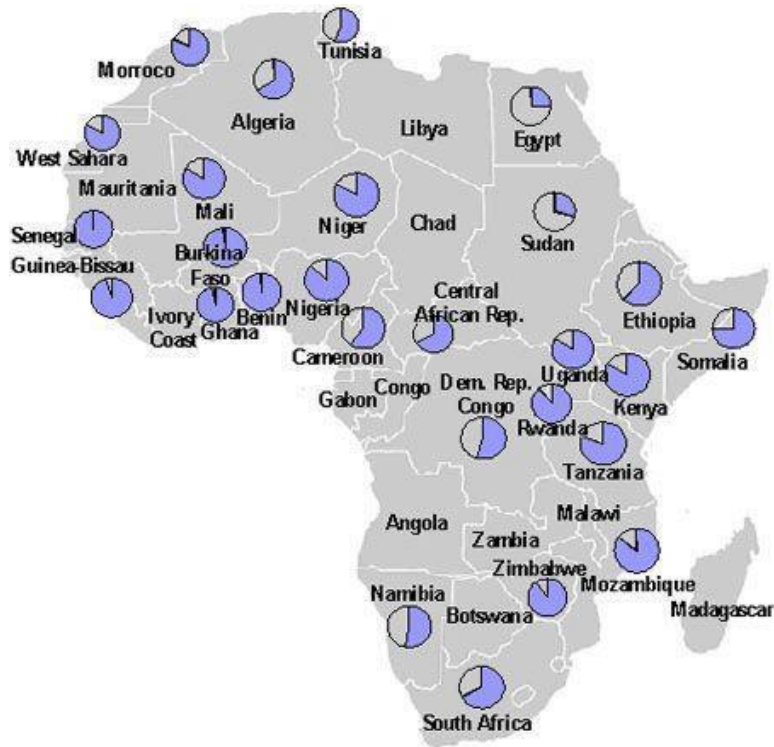 Tunisia
Morroco
Algeria
Libya
Egypt
West Sahara
Mauritania
Mali
Niger
Chad
Sudan
Senegal
Burkina
Faso
Guinea-Bissau
Ivory
Coast
Ghana
Benin
Nigeria
Central
African Rep.
Ethiopia
Somalia
Cameroon
Uganda
Kenya
Gabon
Congo
Dem. Rep.
Congo
Rwanda
Tanzania
Angola
Malawi
Zambia
Zimbabwe
Mozambique
Madagascar
Namibia
Botswana
South Africa